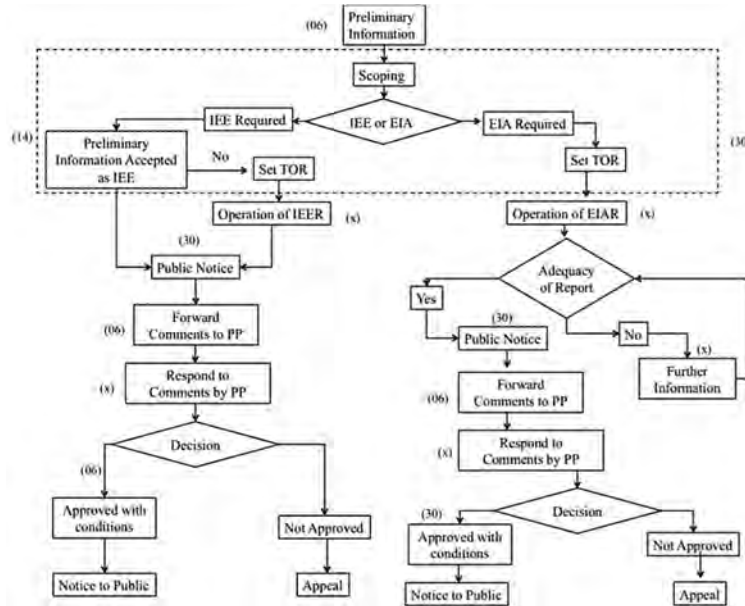 (06)
Preliminary
Information
Scoping
IEE Required
IEE or EIA
EIA Required
(14)
Preliminary
Information Accepted
as IEE
No
Set TOR
Set TOR
(30
Operation of IEER
(x)
Operation of EIAR
(x)
(30)
Public Notice
Adequacy
of Report
Yes
(06)
Forward
Comments to PP
(30)
Public Notice
No
(x)
Further
Information
(x)
Respond to
Comments by PP
(06)
Forward
Comments to PP
Decision
(x)
Respond to
Comments by PP
(06)
Approved with
conditions
Not Approved
Decision
(30)
Approved with
conditions
Not Approved
Notice to Public
Appeal
Notice to Public
Appeal